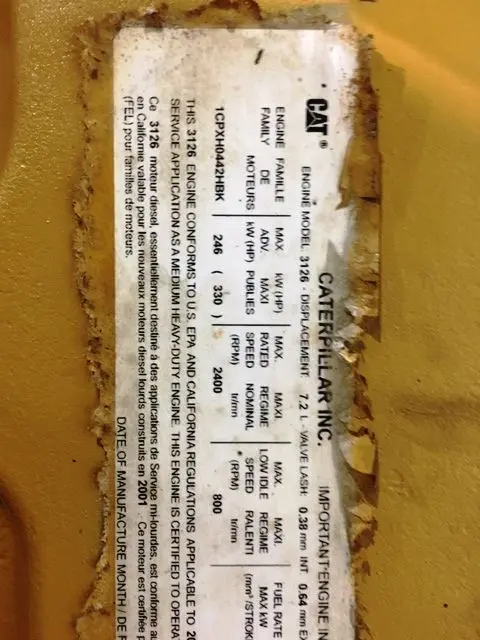 CAT® CATERPILLAR INC. IMPORTANT ENGINE IN
ENGINE MODEL 3126 - DISPLACEMENT 7.2 L - VALVE LASH: 0.38 mm INT 0.64 mm EX
ENGINE FAMILLE MAX. kW (HP) MAX. MAXI. MAX. MAXI. FUEL RATE
FAMILY DE ADV. MAXI RATED REGIME LOW IDLE REGIME MAX kW
MOTEURS kW (HP) PUBLIES SPEED NOMINAL SPEED RALENTI (mm³/STROK
(RPM) tr/mn * (RPM) tr/mn
1CPXH0442HBK 246 ( 330 ) 2400 800
THIS 3126 ENGINE CONFORMS TO U.S. EPA AND CALIFORNIA REGULATIONS APPLICABLE TO 20
SERVICE APPLICATION AS A MEDIUM HEAVY-DUTY ENGINE. THIS ENGINE IS CERTIFIED TO OPERA
Ce 3126 moteur diesel, essentiellement destiné à des applications de Service mi-lourdes, est conforme au
en Californie valable pour les nouveaux moteurs diesel lourds construits en 2001 Ce moteur est certifiée p
(FEL) pour familles de moteurs.
DATE OF MANUFACTURE MONTH / DE F